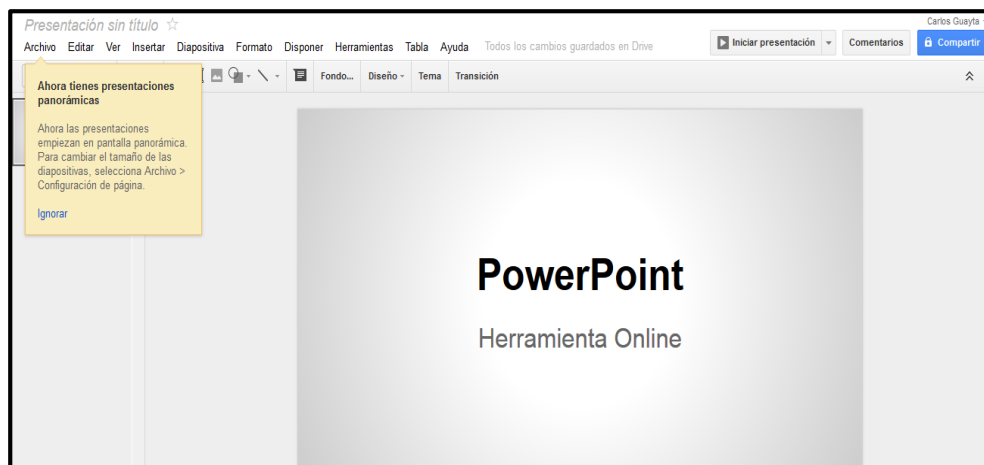 Presentación sin título
Carlos Guayta
Archivo Editar Ver Insertar Diapositiva Formato Disponer Herramientas Tabla Ayuda Todos los cambios guardados en Drive
Iniciar presentación
Comentarios
Compartir
Fondo... Diseño Tema Transición
Ahora tienes presentaciones
panorámicas
Ahora las presentaciones
empiezan en pantalla panorámica.
Para cambiar el tamaño de las
diapositivas, selecciona Archivo >
Configuración de página.
Ignorar
PowerPoint
Herramienta Online